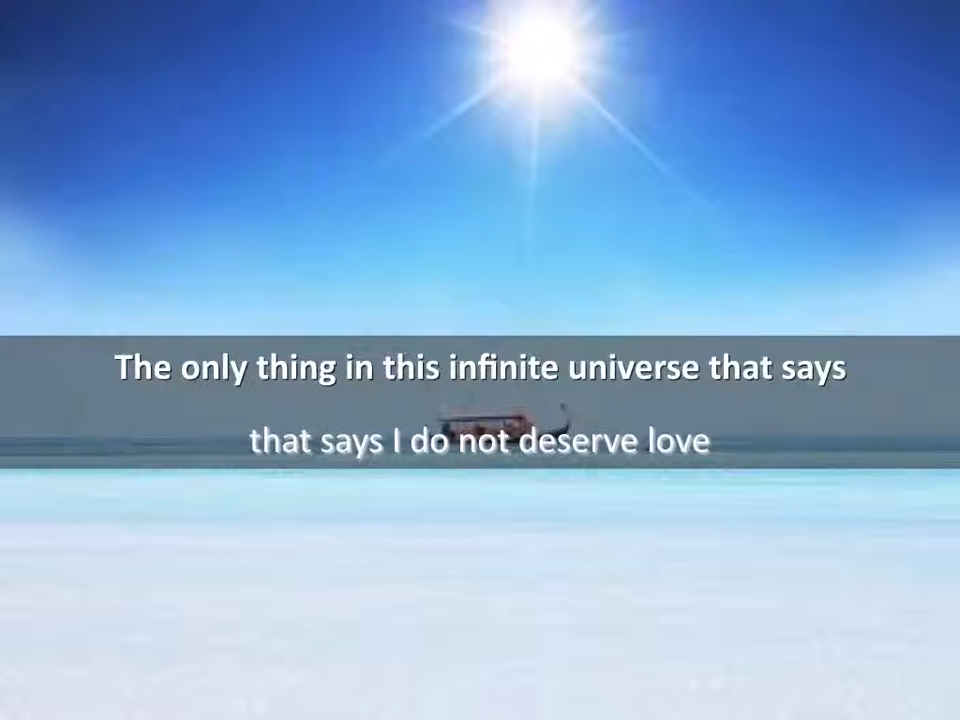 The only thing in this infinite universe that says
that says I do not deserve love